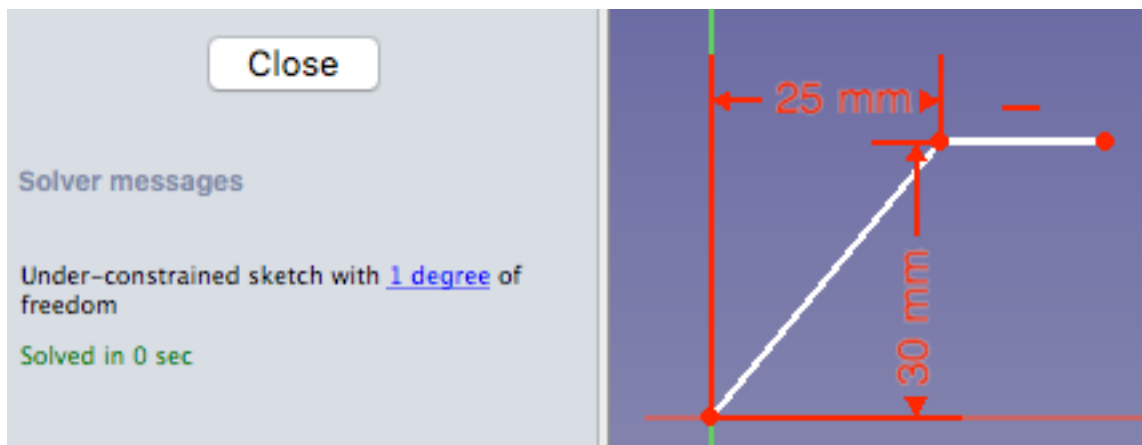 Close
Solver messages
Under-constrained sketch with 1 degree of
freedom
Solved in 0 sec
25 mm
30 mm